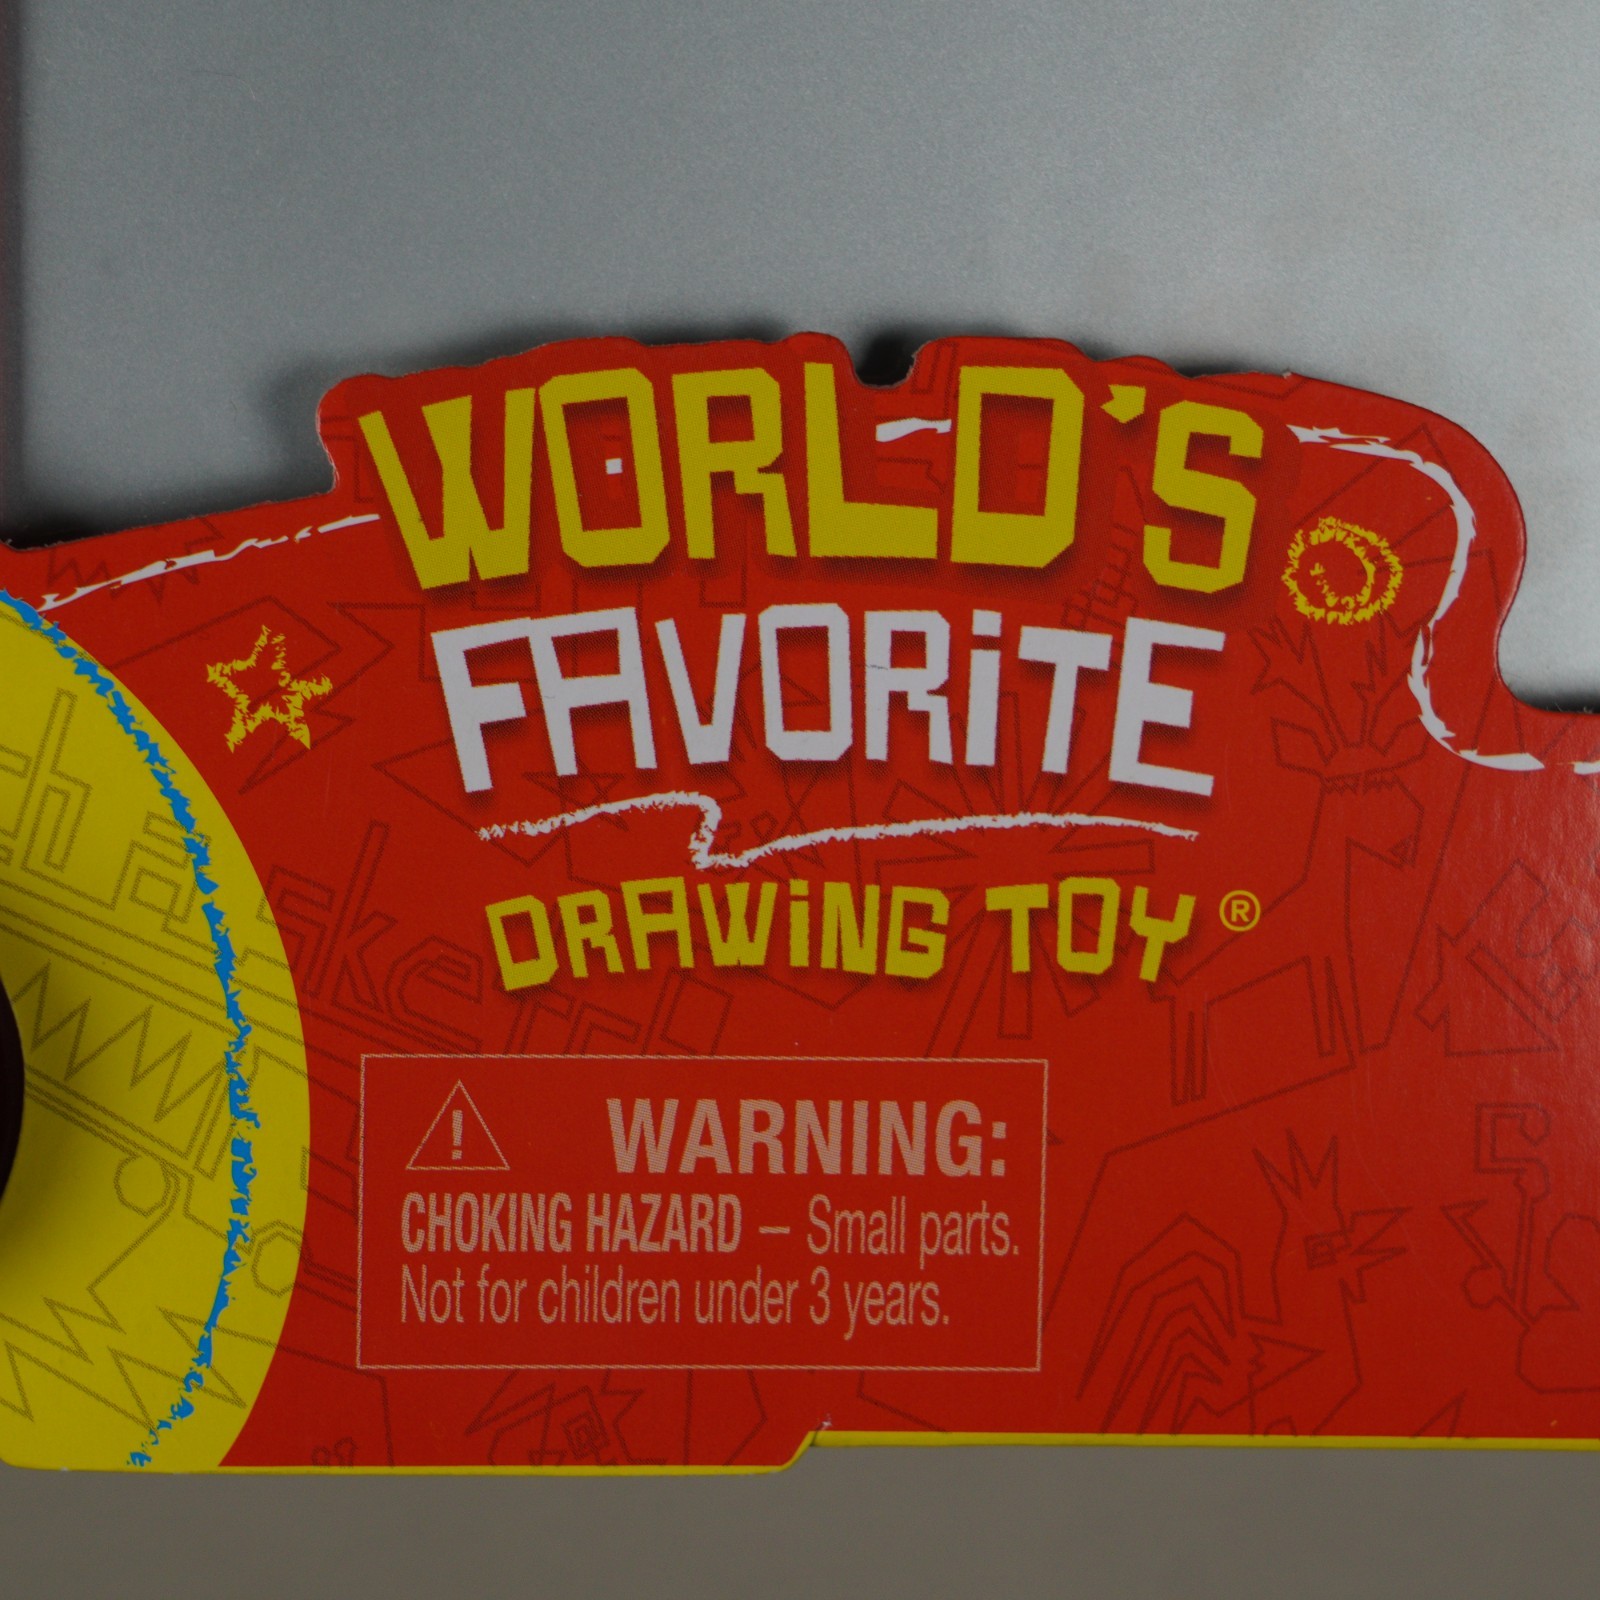 WORLD'S
FAVORiTE
DRAWiNG TOY®
WARNING:
CHOKING HAZARD – Small parts.
Not for children under 3 years.